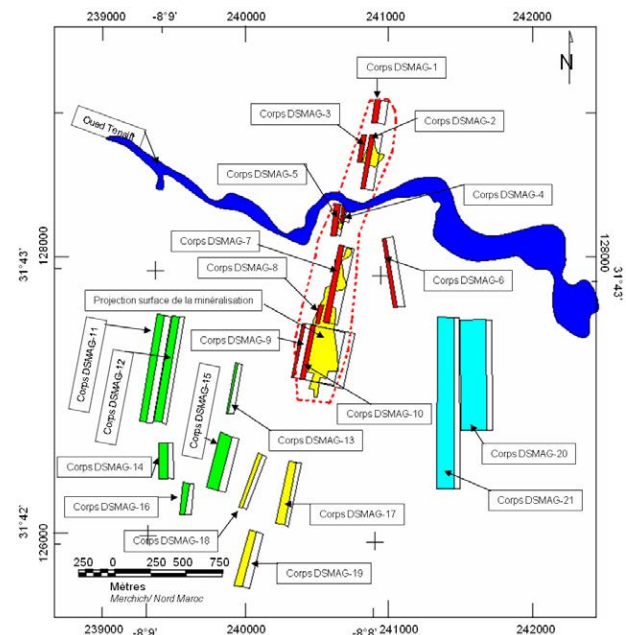 239000
-8°9'
240000
241000
242000
N
Corps DSMAG-1
Corps DSMAG-3
Corps DSMAG-2
Oued Tensift
Corps DSMAG-5
Corps DSMAG-4
Corps DSMAG-7
128000
31°43'
128000
31°43'
Corps DSMAG-8
Corps DSMAG-6
Projection surface de la minéralisation
Corps DSMAG-11
Corps DSMAG-12
Corps DSMAG-9
Corps DSMAG-15
Corps DSMAG-10
Corps DSMAG-13
Corps DSMAG-14
Corps DSMAG-20
Corps DSMAG-16
Corps DSMAG-21
Corps DSMAG-17
31°42'
126000
Corps DSMAG-18
126000
31°42'
Corps DSMAG-19
250 0 250 500 750
Mètres
Merchich/ Nord Maroc
239000
-8°9'
240000
-8°8'
241000
242000